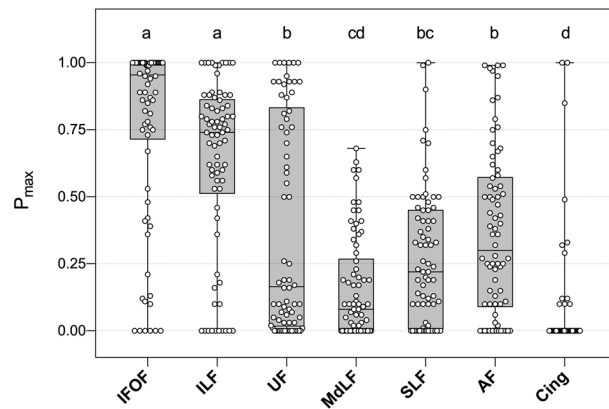 a a b cd bc b d
1.00
0.75
0.50
0.25
0.00
Pmax
IFOF ILF UF MdLF SLF AF Cing